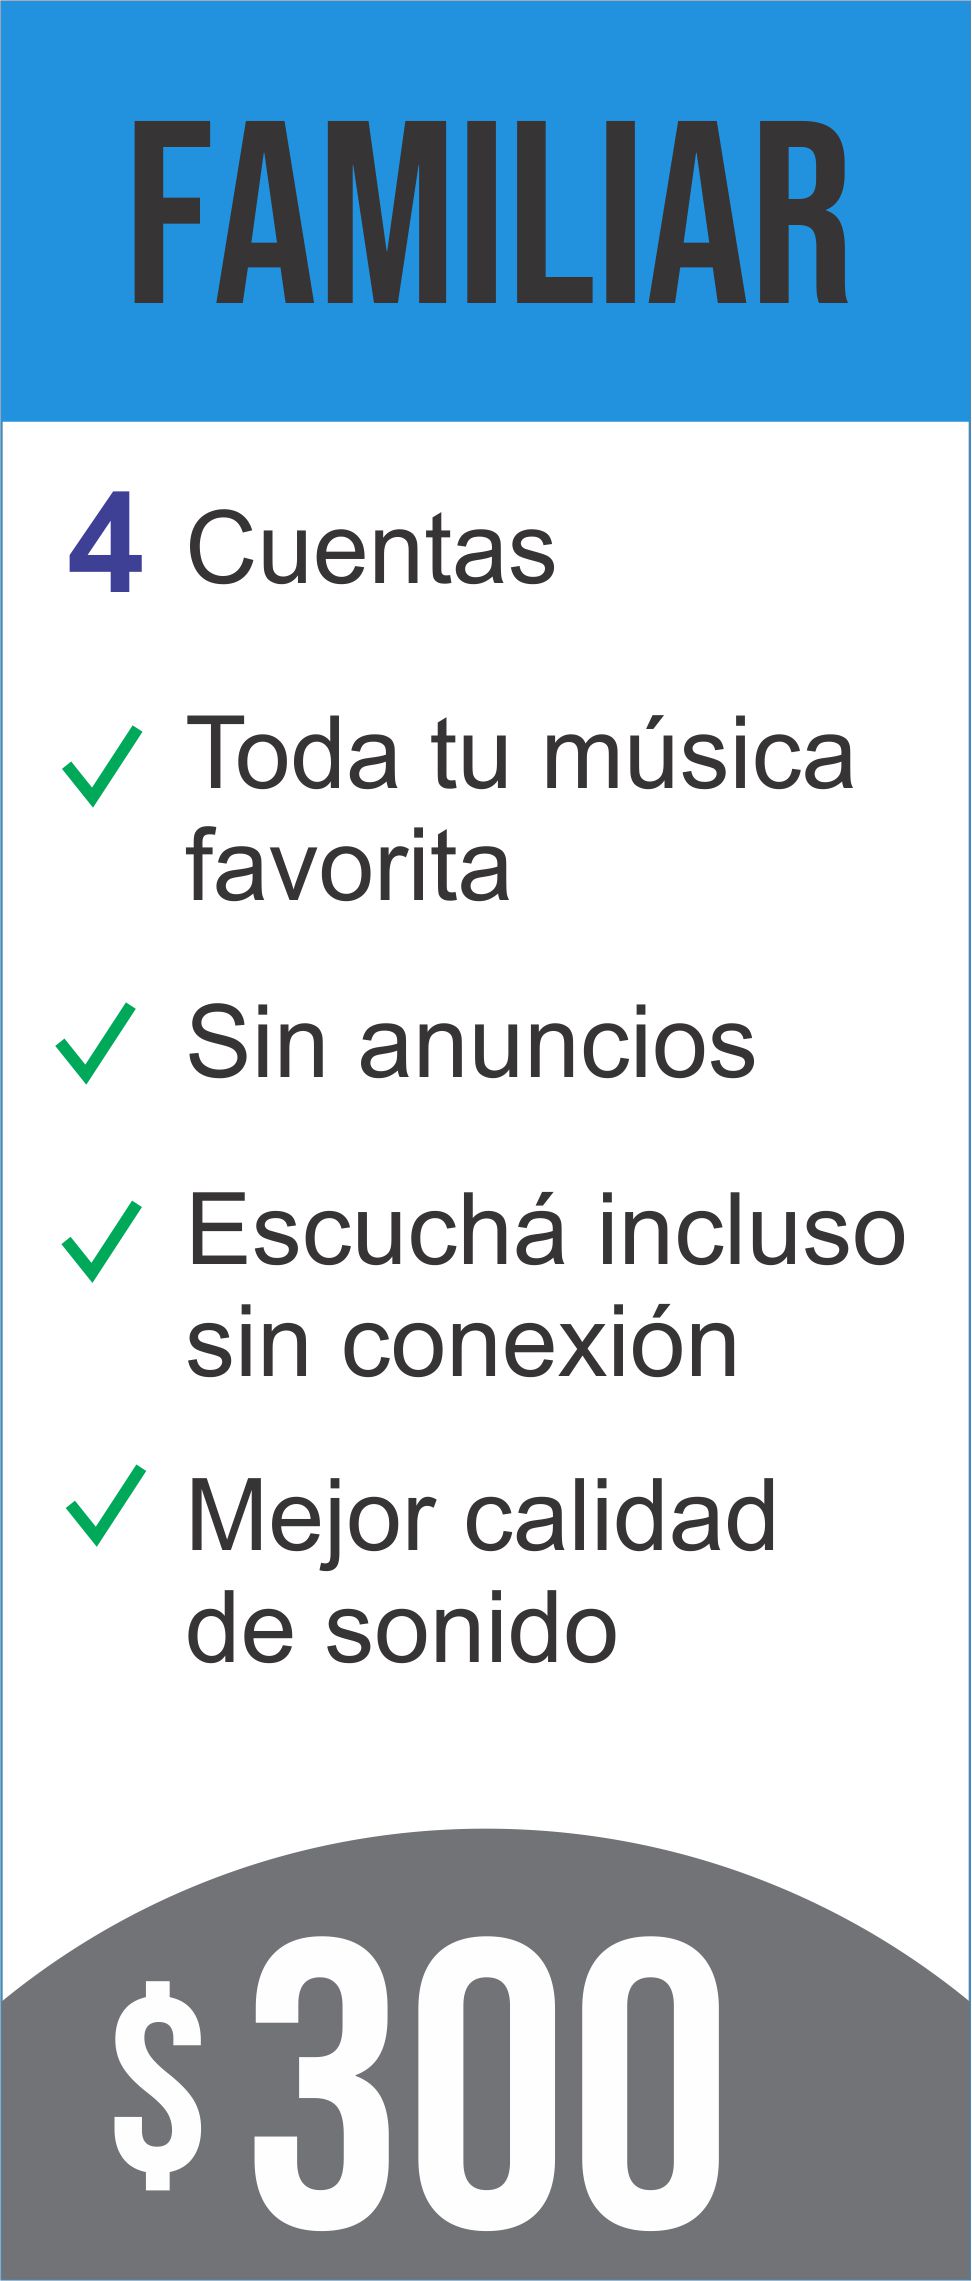 FAMILIAR
4 Cuentas
Toda tu música
favorita
Sin anuncios
Escuchá incluso
sin conexión
Mejor calidad
de sonido
$ 300